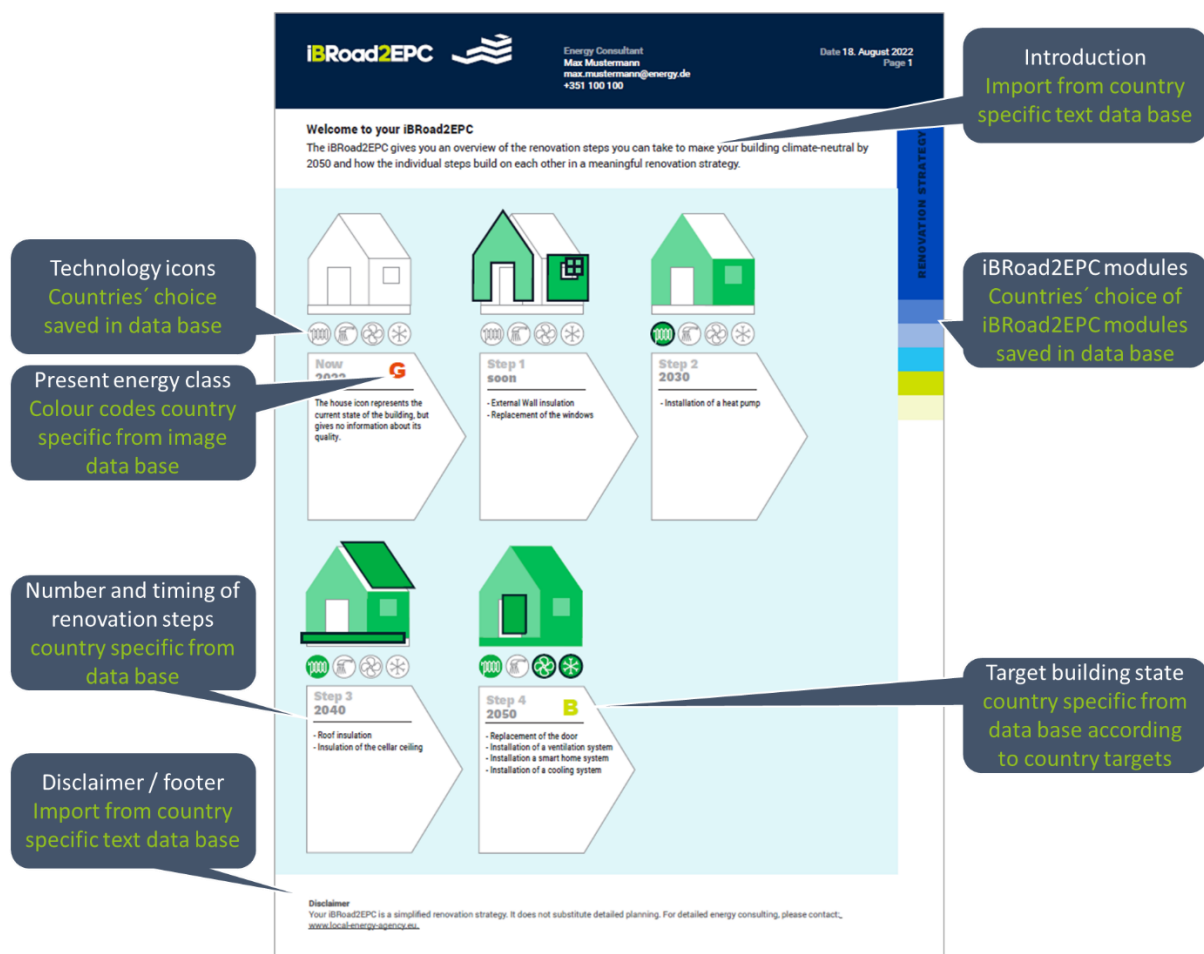 iBRoad2EPC
Energy Consultant
Max Mustermann
max.mustermann@energy.de
+351 100 100
Date 18. August 2022
Page 1
Introduction
Import from country
specific text data base
Welcome to your iBRoad2EPC
The iBRoad2EPC gives you an overview of the renovation steps you can take to make your building climate-neutral by
2050 and how the individual steps build on each other in a meaningful renovation strategy.
RENOVATION STRATEGY
Technology icons
Countries´ choice
saved in data base
iBRoad2EPC modules
Countries´ choice of
iBRoad2EPC modules
saved in data base
Present energy class
Colour codes country
specific from image
data base
Now
2022
G
The house icon represents the
current state of the building, but
gives no information about its
quality.
Step 1
soon
- External Wall insulation
- Replacement of the windows
Step 2
2030
- Installation of a heat pump
Number and timing of
renovation steps
country specific from
data base
Step 3
2040
- Roof insulation
- Insulation of the cellar ceiling
Step 4
2050
B
- Replacement of the door
- Installation of a ventilation system
- Installation a smart home system
- Installation of a cooling system
Target building state
country specific from
data base according
to country targets
Disclaimer / footer
Import from country
specific text data base
Disclaimer
Your iBRoad2EPC is a simplified renovation strategy. It does not substitute detailed planning. For detailed energy consulting, please contact:
www.local-energy-agency.eu.